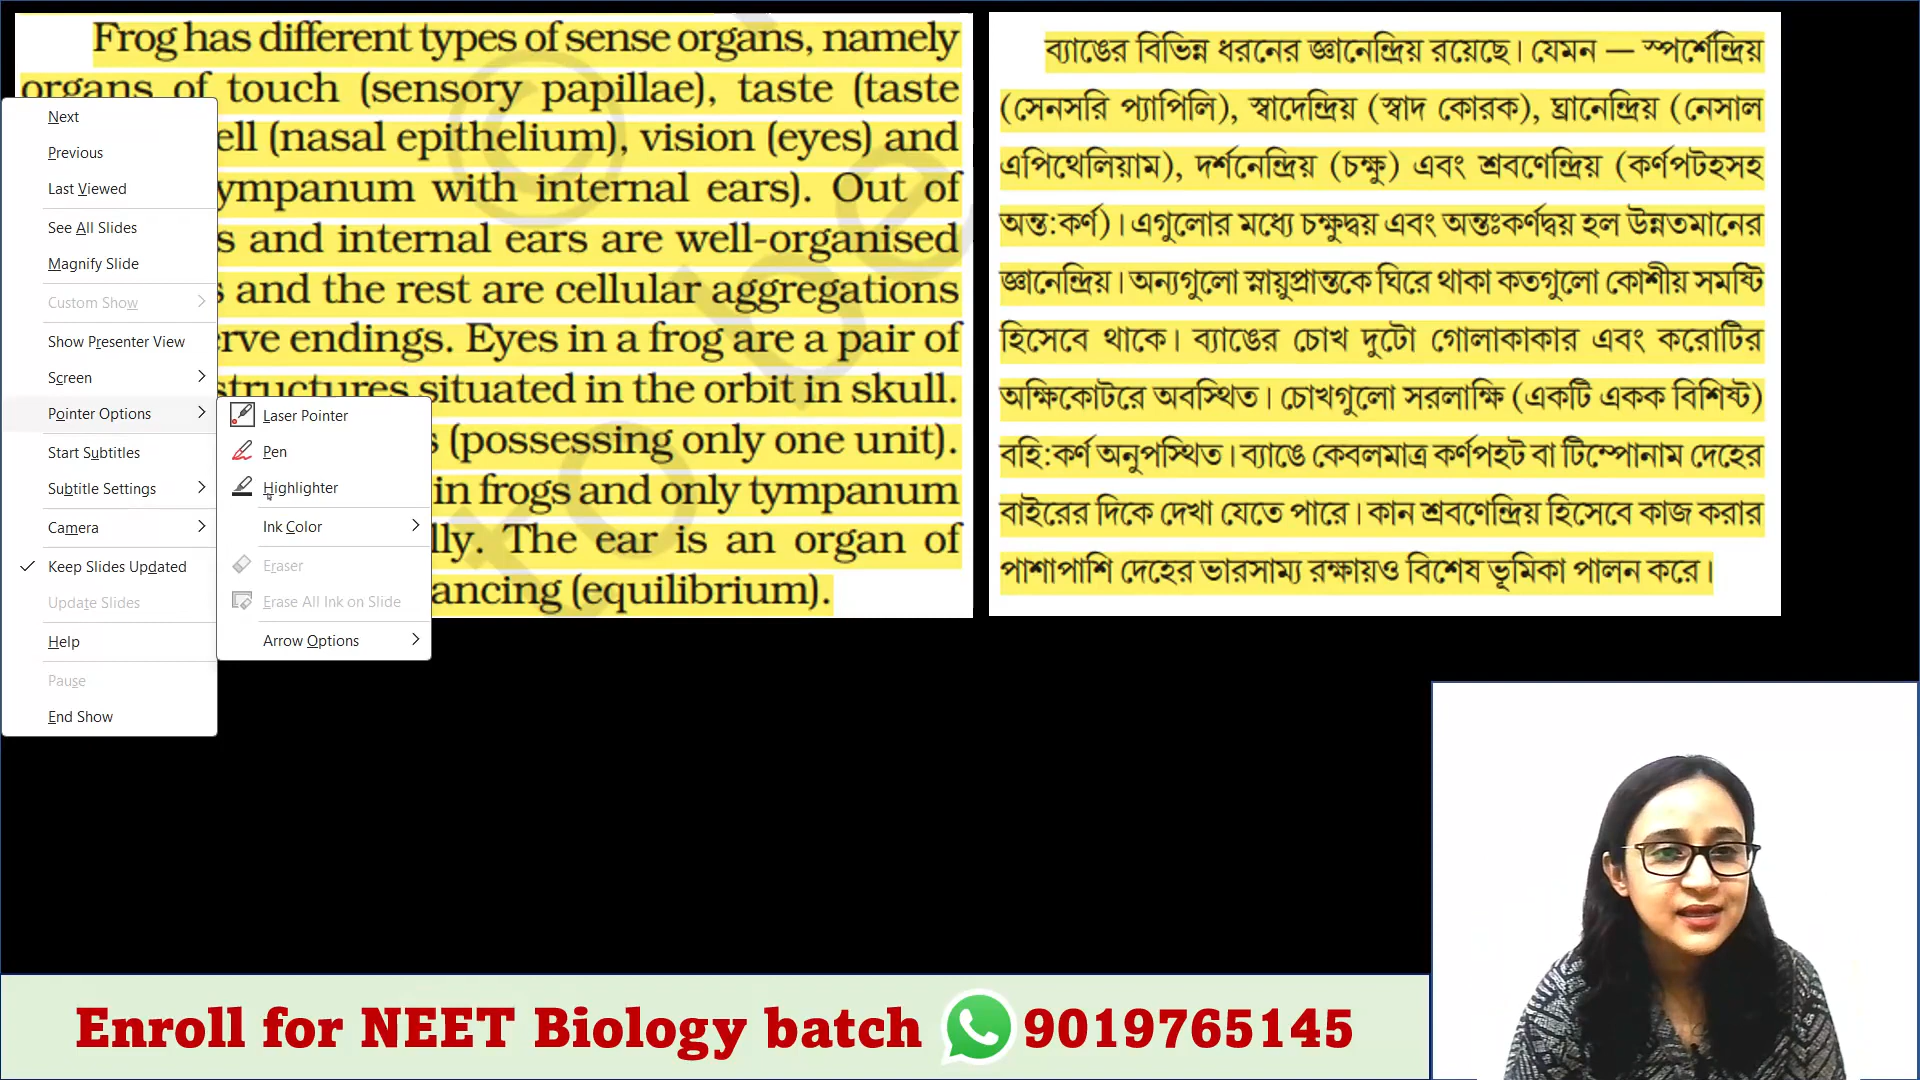 Frog has different types of sense organs, namely
organs of touch (sensory papillae), taste (taste
ell (nasal epithelium), vision (eyes) and
ympanum with internal ears). Out of
s and internal ears are well-organised
s and the rest are cellular aggregations
rve endings. Eyes in a frog are a pair of
structures situated in the orbit in skull.
s (possessing only one unit).
in frogs and only tympanum
lly. The ear is an organ of
ancing (equilibrium).
ব্যাঙের বিভিন্ন ধরনের জ্ঞানেন্দ্রিয় রয়েছে। যেমন — স্পর্শেন্দ্রিয়
(সেনসরি প্যাপিলি), স্বাদেন্দ্রিয় (স্বাদ কোরক), ঘ্রানেন্দ্রিয় (নেসাল
এপিথেলিয়াম), দর্শনেন্দ্রিয় (চক্ষু) এবং শ্রবণেন্দ্রিয় (কর্ণপটহসহ
অন্ত:কর্ণ)। এগুলোর মধ্যে চক্ষুদ্বয় এবং অন্তঃকর্ণদ্বয় হল উন্নতমানের
জ্ঞানেন্দ্রিয়। অন্যগুলো স্নায়ুপ্রান্তকে ঘিরে থাকা কতগুলো কোশীয় সমষ্টি
হিসেবে থাকে। ব্যাঙের চোখ দুটো গোলাকাকার এবং করোটির
অক্ষিকোটরে অবস্থিত। চোখগুলো সরলাক্ষি (একটি একক বিশিষ্ট)
বহি:কর্ণ অনুপস্থিত। ব্যাঙে কেবলমাত্র কর্ণপহট বা টিম্পোনাম দেহের
বাইরের দিকে দেখা যেতে পারে। কান শ্রবণেন্দ্রিয় হিসেবে কাজ করার
পাশাপাশি দেহের ভারসাম্য রক্ষায়ও বিশেষ ভূমিকা পালন করে।
Next
Previous
Last Viewed
See All Slides
Magnify Slide
Custom Show
Show Presenter View
Screen
Pointer Options
Start Subtitles
Subtitle Settings
Camera
Keep Slides Updated
Update Slides
Help
Pause
End Show
Laser Pointer
Pen
Highlighter
Ink Color
Eraser
Erase All Ink on Slide
Arrow Options
Enroll for NEET Biology batch 9019765145